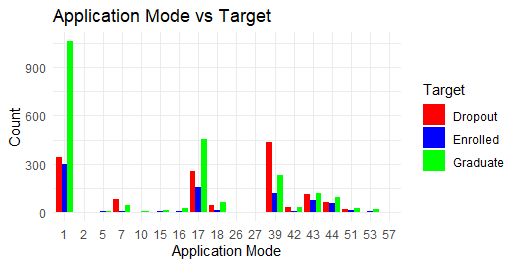 Application Mode vs Target
Count
900
600
300
0
1 2 5 7 10 15 16 17 18 26 27 39 42 43 44 51 53 57
Application Mode
Target
Dropout
Enrolled
Graduate